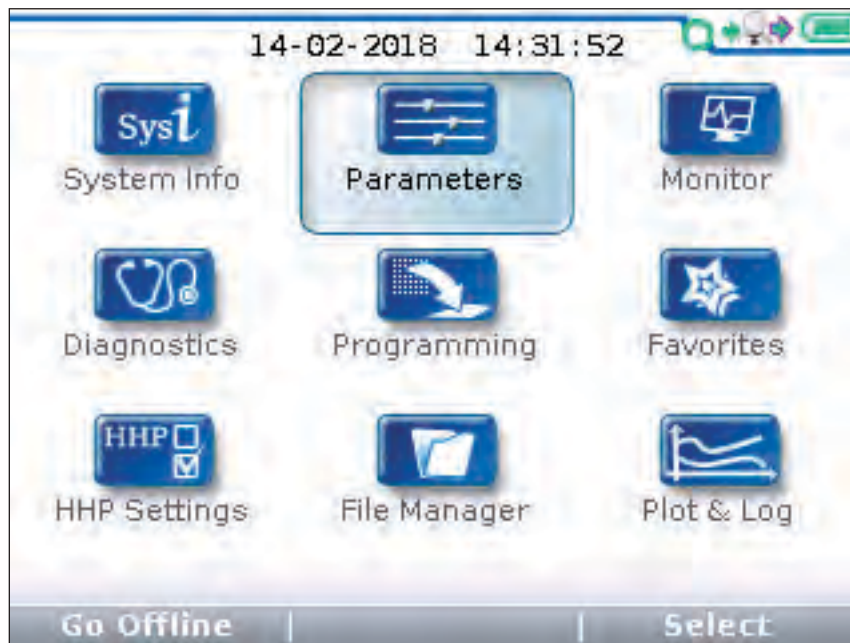 14-02-2018 14:31:52
Sysi
System Info Parameters Monitor
Diagnostics Programming Favorites
HHP
HHP Settings File Manager Plot & Log
Go Offline Select